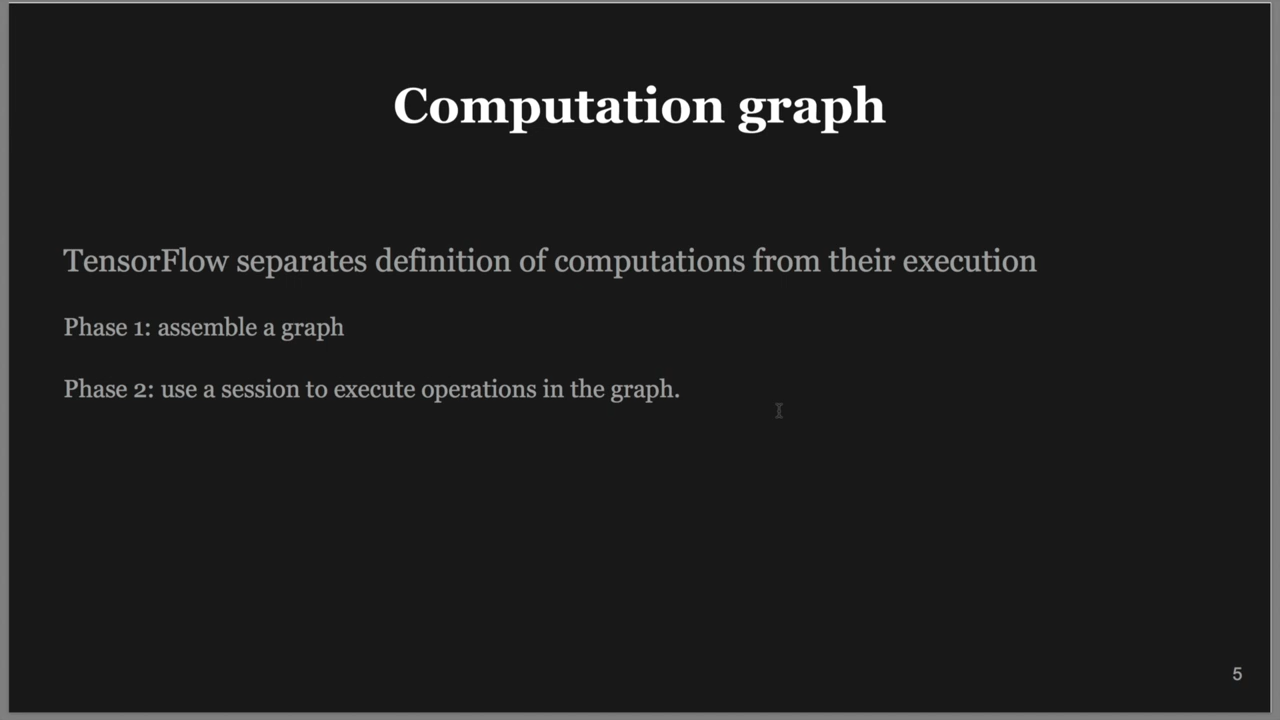 Computation graph
TensorFlow separates definition of computations from their execution
Phase 1: assemble a graph
Phase 2: use a session to execute operations in the graph.
5